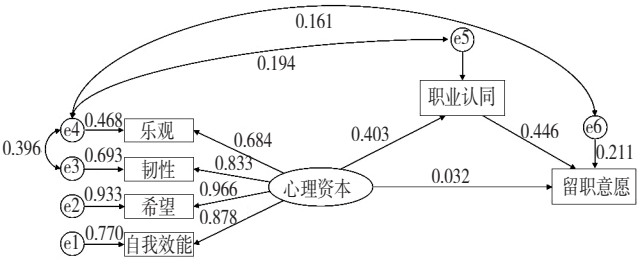 0.161
e5
0.194
职业认同
e4
0.468
乐观
0.684
0.403
0.446
e6
0.396
0.211
e3
0.693
韧性
0.833
心理资本
0.032
留职意愿
e2
0.933
希望
0.966
0.878
e1
0.770
自我效能